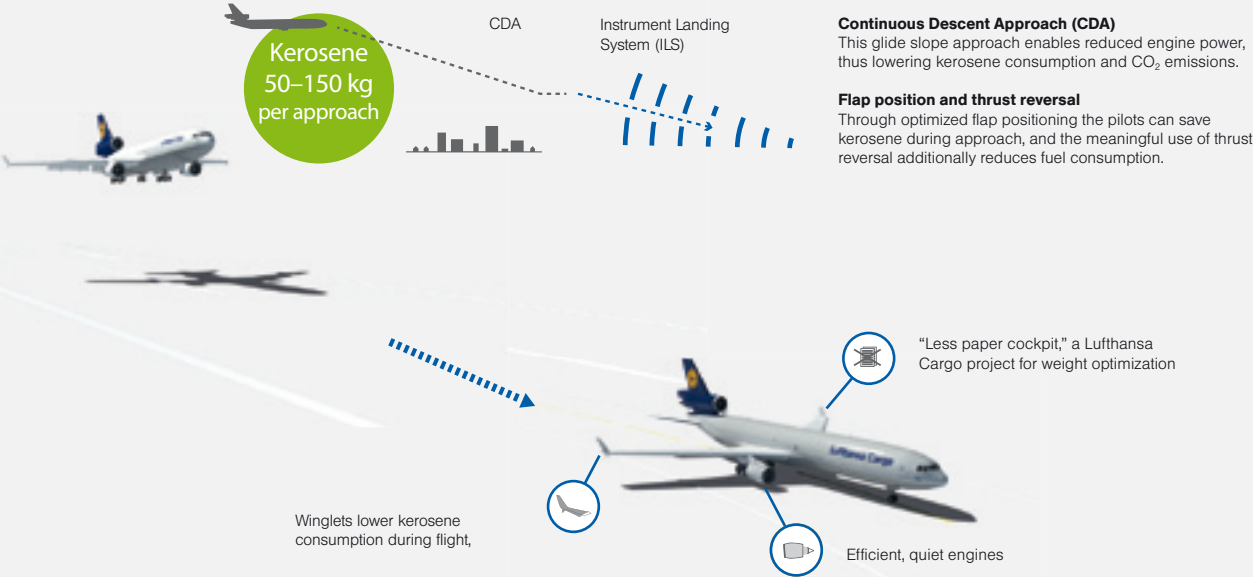 CDA
Instrument Landing
System (ILS)
Kerosene
50–150 kg
per approach
Continuous Descent Approach (CDA)
This glide slope approach enables reduced engine power,
thus lowering kerosene consumption and CO₂ emissions.
Flap position and thrust reversal
Through optimized flap positioning the pilots can save
kerosene during approach, and the meaningful use of thrust
reversal additionally reduces fuel consumption.
“Less paper cockpit,” a Lufthansa
Cargo project for weight optimization
Lufthansa Cargo
Winglets lower kerosene
consumption during flight,
Efficient, quiet engines